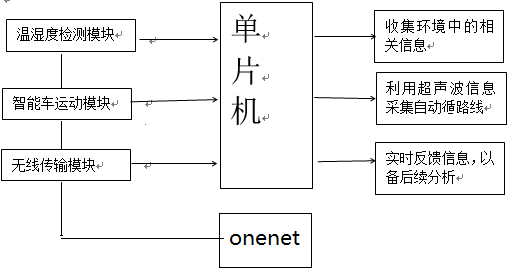 温湿度检测模块
智能车运动模块
无线传输模块
单
片
机
收集环境中的相
关信息
利用超声波信息
采集自动循路线
实时反馈信息，以
备后续分析
onenet